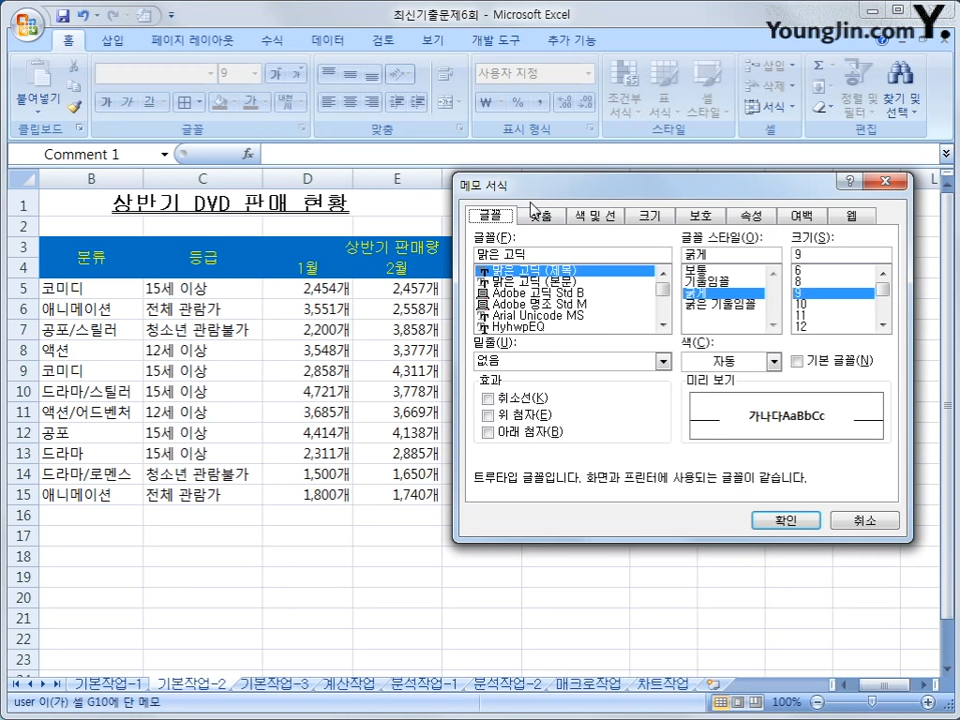 최신기출문제6회 - Microsoft Excel
YoungJin.com Y.
홈 삽입 페이지 레이아웃 수식 데이터 검토 보기 개발 도구 추가 기능
붙여넣기
9
가 가 가
사용자 지정
조건부 서식 표 서식 셀 스타일
삽입
삭제
서식
정렬 및 필터 찾기 및 선택
클립보드 글꼴 맞춤 표시 형식 스타일 셀 편집
Comment 1 fx
B C D E L
1 상반기 DVD 판매 현황
2
3 분류 등급 상반기 판매량
4 1월 2월
5 코미디 15세 이상 2,454개 2,457개
6 애니메이션 전체 관람가 3,551개 2,558개
7 공포/스릴러 청소년 관람불가 2,200개 3,858개
8 액션 12세 이상 3,548개 3,377개
9 코미디 15세 이상 2,858개 4,311개
10 드라마/스릴러 15세 이상 4,721개 3,778개
11 액션/어드벤처 12세 이상 3,685개 3,669개
12 공포 15세 이상 4,414개 4,138개
13 드라마 15세 이상 2,311개 2,885개
14 드라마/로멘스 청소년 관람불가 1,500개 1,650개
15 애니메이션 전체 관람가 1,800개 1,740개
16
17
18
19
20
21
22
23
메모 서식
글꼴 맞춤 색 및 선 크기 보호 속성 여백 웹
글꼴(F): 글꼴 스타일(O): 크기(S):
맑은 고딕 굵게 9
맑은 고딕 (제목) 보통 6
맑은 고딕 (본문) 기울임꼴 8
Adobe 고딕 Std B 굵게 9
Adobe 명조 Std M 굵은 기울임꼴 10
Arial Unicode MS 11
HyhwpEQ 12
밑줄(U): 색(C):
없음 자동 기본 글꼴(N)
효과 미리 보기
취소선(K)
위 첨자(E)
아래 첨자(B)
가나다AaBbCc
트루타입 글꼴입니다. 화면과 프린터에 사용되는 글꼴이 같습니다.
확인 취소
기본작업-1 기본작업-2 기본작업-3 계산작업 분석작업-1 분석작업-2 매크로작업 차트작업
user 이(가) 셀 G10에 단 메모 100%